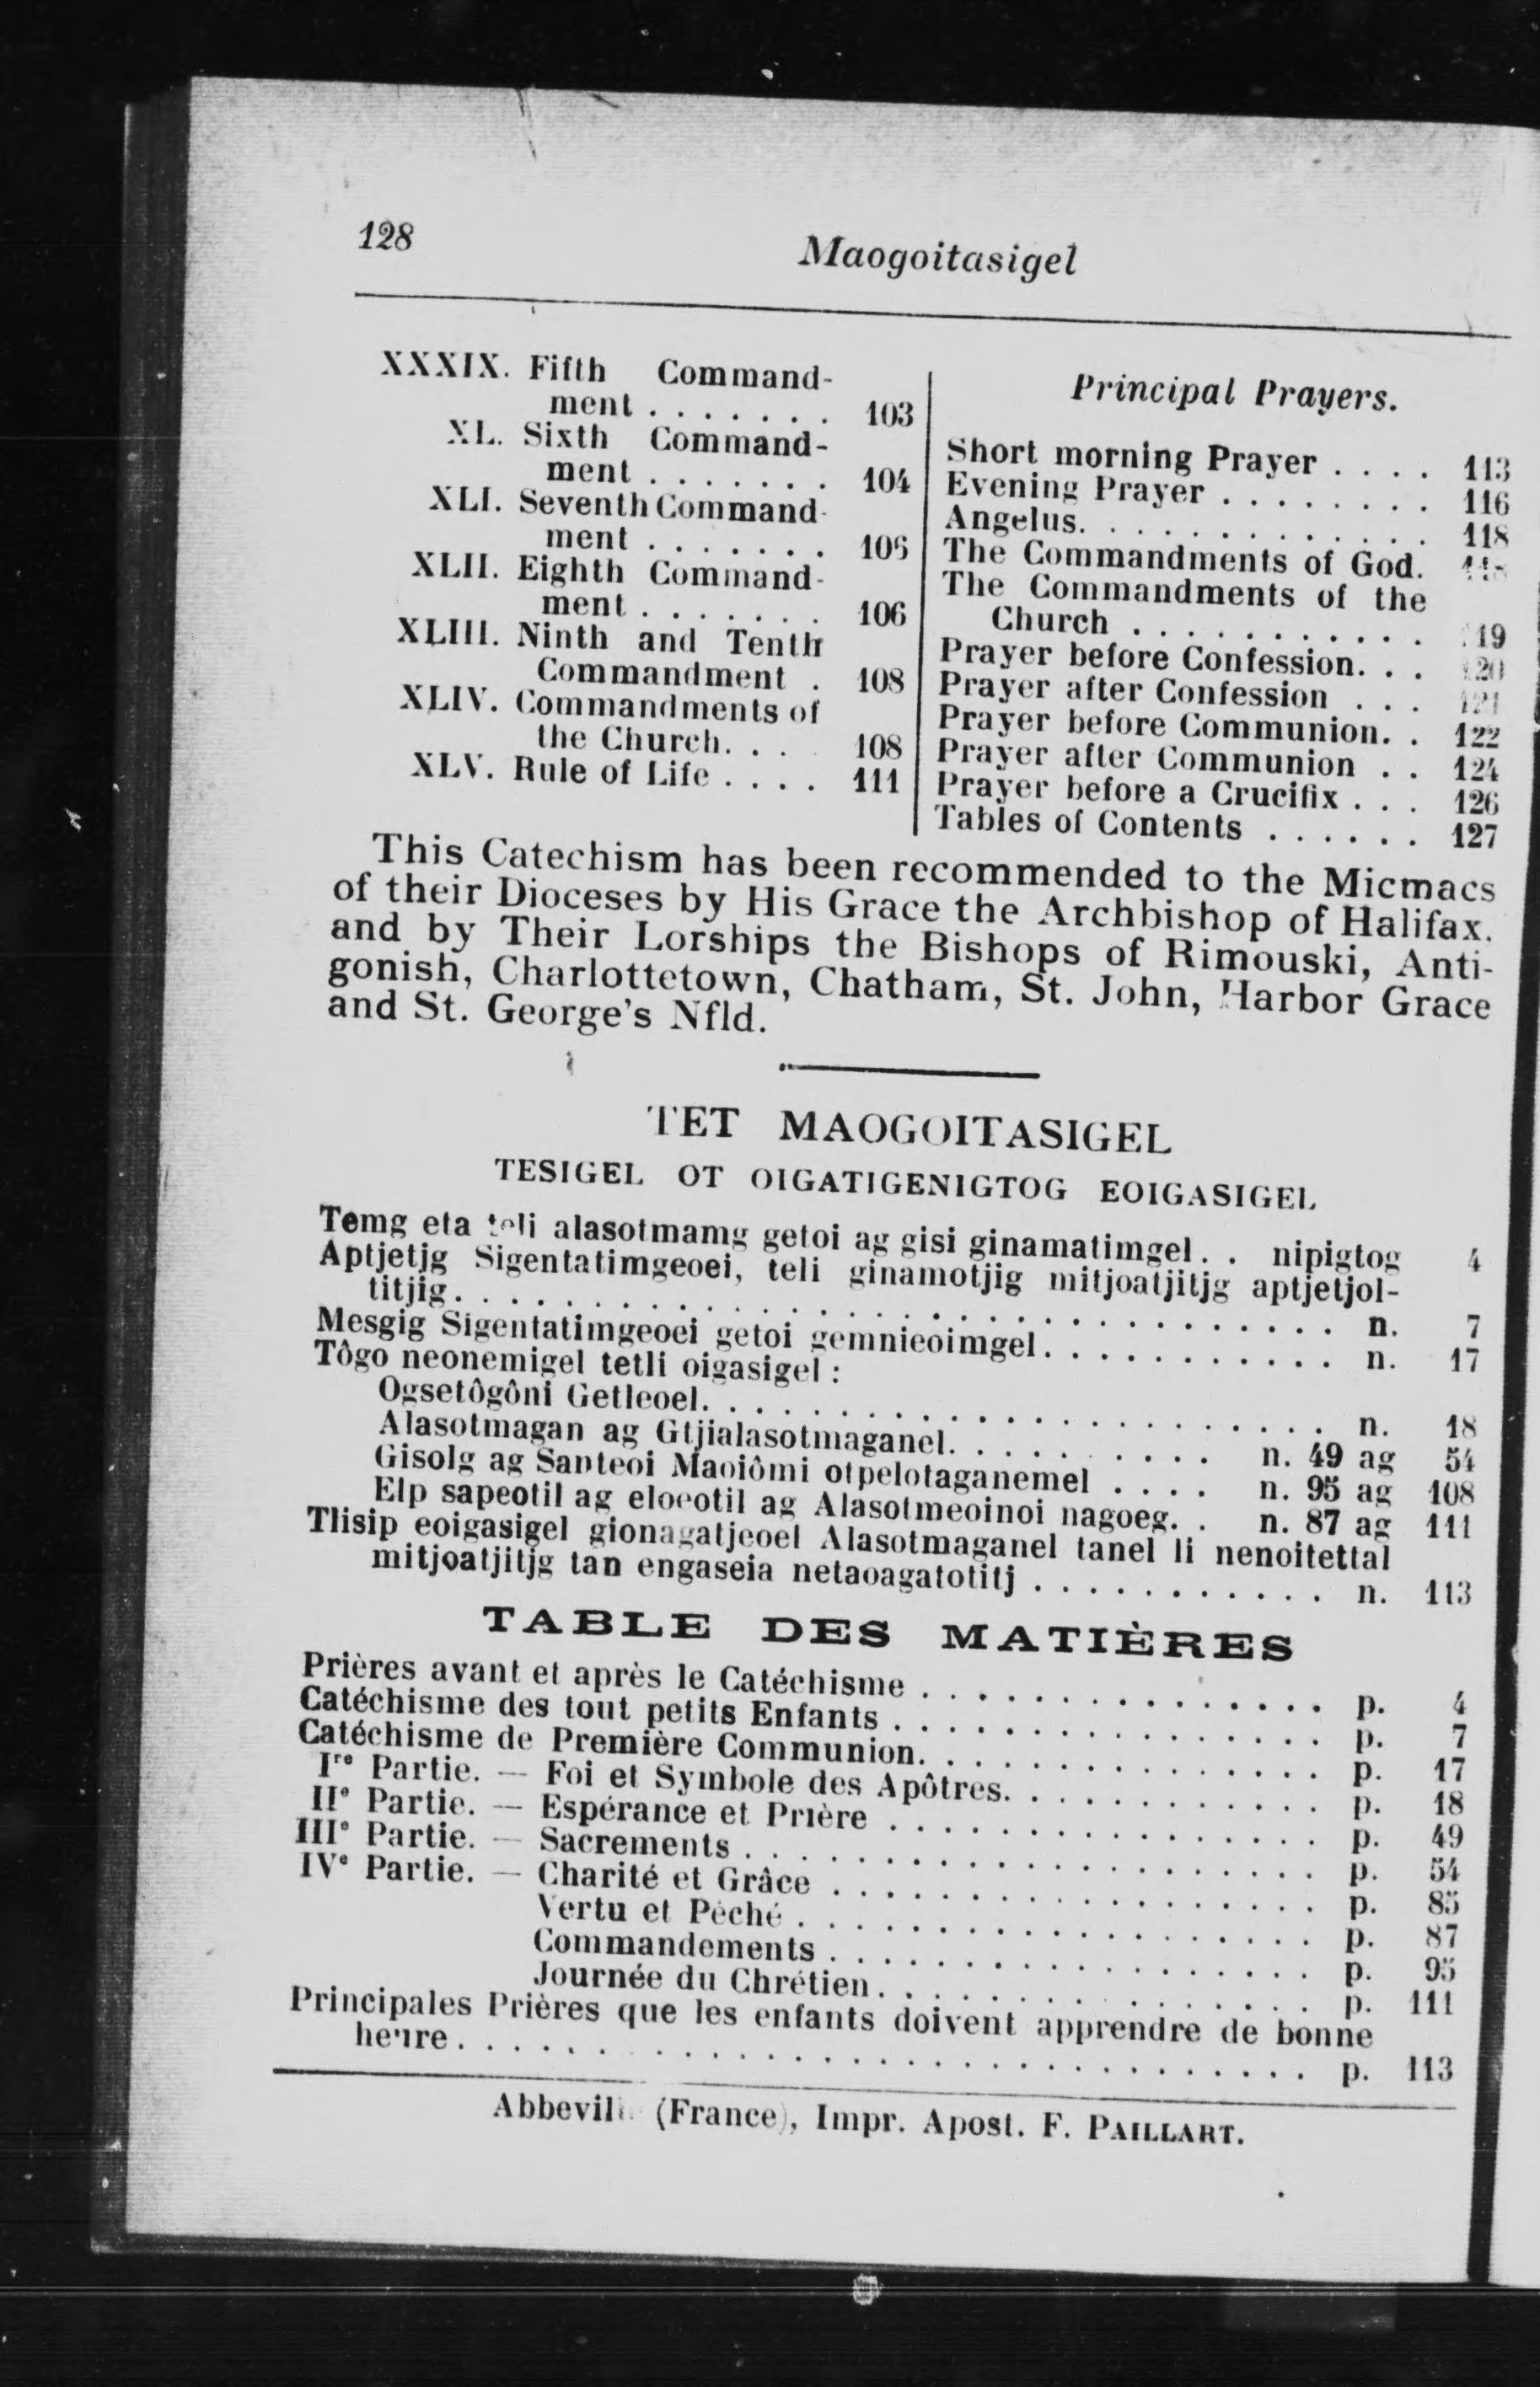 128
Maogoitasigel
XXXIX. Fifth Command-
ment . . . . . . . 103
XL. Sixth Command-
ment . . . . . . . 104
XLI. Seventh Command-
ment . . . . . . . 105
XLII. Eighth Command-
ment . . . . . . . 106
XLIII. Ninth and Tenth
Commandment . 108
XLIV. Commandments of
the Church. . . . 108
XLV. Rule of Life . . . . 111
Principal Prayers.
Short morning Prayer . . . . 113
Evening Prayer . . . . . . . . 116
Angelus. . . . . . . . . . . . . 118
The Commandments of God. 118
The Commandments of the
Church . . . . . . . . . . . 119
Prayer before Confession. . . 120
Prayer after Confession . . . 121
Prayer before Communion. . 122
Prayer after Communion . . 124
Prayer before a Crucifix . . . 126
Tables of Contents . . . . . . 127
This Catechism has been recommended to the Micmacs
of their Dioceses by His Grace the Archbishop of Halifax.
and by Their Lorships the Bishops of Rimouski, Anti-
gonish, Charlottetown, Chatham, St. John, Harbor Grace
and St. George's Nfld.
TET MAOGOITASIGEL
TESIGEL OT OIGATIGENIGTOG EOIGASIGEL
Temg eta teli alasotmamg getoi ag gisi ginamatimgel. . nipigtog 4
Aptjetjg Sigentatimgeoei, teli ginamotjig mitjoatjitjg aptjetjol-
titjig. . . . . . . . . . . . . . . . . . . . . . . . . . . n. 7
Mesgig Sigentatimgeoei getoi gemnieoimgel. . . . . . . . . . . n. 17
Tôgo neonemigel tetli oigasigel :
Ogsetôgôni Getleoel. . . . . . . . . . . . . . . . . . . . . . n. 18
Alasotmagan ag Gtjialasotmaganel. . . . . . . . . . n. 49 ag 54
Gisolg ag Santeoi Maoiômi otpelotaganemel . . . . n. 95 ag 108
Elp sapeotil ag eloeotil ag Alasotmeoinoi nagoeg. . n. 87 ag 111
Tlisip eoigasigel gionagatjeoel Alasotmaganel tanel li nenoitettal
mitjoatjitjg tan engaseia netaoagatotitj . . . . . . . . . . . n. 113
TABLE DES MATIÈRES
Prières avant et après le Catéchisme . . . . . . . . . . . . . . . p. 4
Catéchisme des tout petits Enfants . . . . . . . . . . . . . . . . p. 7
Catéchisme de Première Communion. . . . . . . . . . . . . . . p. 17
Iʳᵉ Partie. — Foi et Symbole des Apôtres. . . . . . . . . . . . p. 18
IIᵉ Partie. — Espérance et Prière . . . . . . . . . . . . . . . . p. 49
IIIᵉ Partie. — Sacrements . . . . . . . . . . . . . . . . . . . . . p. 54
IVᵉ Partie. — Charité et Grâce . . . . . . . . . . . . . . . . . . p. 85
Vertu et Péché . . . . . . . . . . . . . . . . . . . p. 87
Commandements . . . . . . . . . . . . . . . . . . p. 95
Journée du Chrétien. . . . . . . . . . . . . . . . p. 111
Principales Prières que les enfants doivent apprendre de bonne
heure. . . . . . . . . . . . . . . . . . . . . . . . . . . . . . . p. 113
Abbeville (France), Impr. Apost. F. PAILLART.